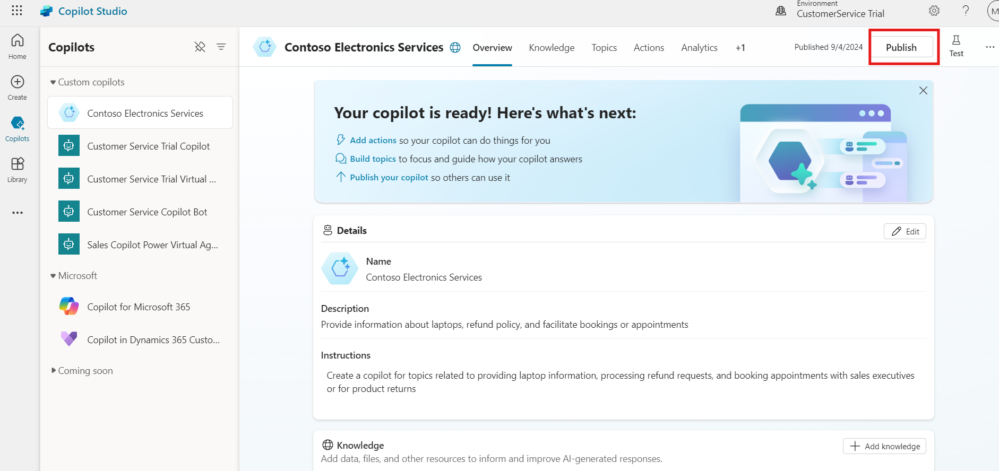 Copilot Studio
Environment
CustomerService Trial
M
Home
Create
Copilots
Library
Copilots
Custom copilots
Contoso Electronics Services
Customer Service Trial Copilot
Customer Service Trial Virtual ...
Customer Service Copilot Bot
Sales Copilot Power Virtual Ag...
Microsoft
Copilot for Microsoft 365
Copilot in Dynamics 365 Custo...
Coming soon
Contoso Electronics Services
Overview
Knowledge
Topics
Actions
Analytics
+1
Published 9/4/2024
Publish
Test
Your copilot is ready! Here's what's next:
Add actions so your copilot can do things for you
Build topics to focus and guide how your copilot answers
Publish your copilot so others can use it
Details
Edit
Name
Contoso Electronics Services
Description
Provide information about laptops, refund policy, and facilitate bookings or appointments
Instructions
Create a copilot for topics related to providing laptop information, processing refund requests, and booking appointments with sales executives
or for product returns
Knowledge
Add knowledge
Add data, files, and other resources to inform and improve AI-generated responses.